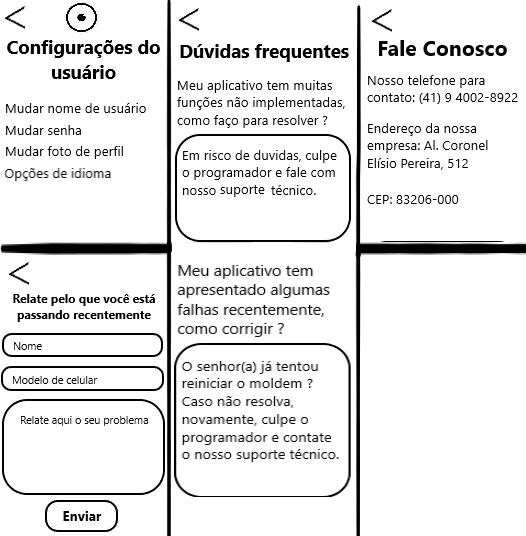 Configurações do
usuário
Mudar nome de usuário
Mudar senha
Mudar foto de perfil
Opções de idioma
Dúvidas frequentes
Meu aplicativo tem muitas
funções não implementadas,
como faço para resolver ?
Em risco de duvidas, culpe
o programador e fale com
nosso suporte técnico.
Meu aplicativo tem
apresentado algumas
falhas recentemente,
como corrigir ?
O senhor(a) já tentou
reiniciar o moldem ?
Caso não resolva,
novamente, culpe o
programador e contate
o nosso suporte técnico.
Fale Conosco
Nosso telefone para
contato: (41) 9 4002-8922
Endereço da nossa
empresa: Al. Coronel
Elísio Pereira, 512
CEP: 83206-000
Relate pelo que você está
passando recentemente
Nome
Modelo de celular
Relate aqui o seu problema
Enviar